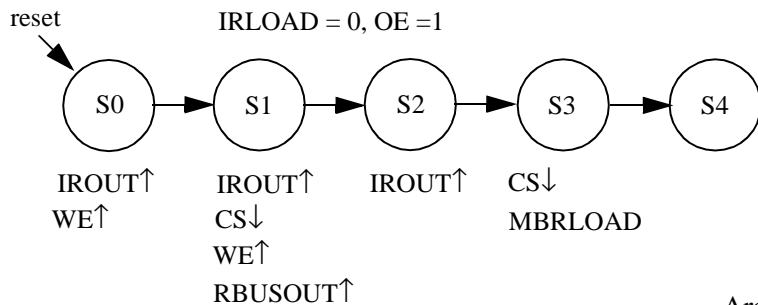 reset
IRLOAD = 0, OE =1
S0 S1 S2 S3 S4
IROUT↑ IROUT↑ IROUT↑ CS↓
WE↑ CS↓ MBRLOAD
WE↑
RBUSOUT↑